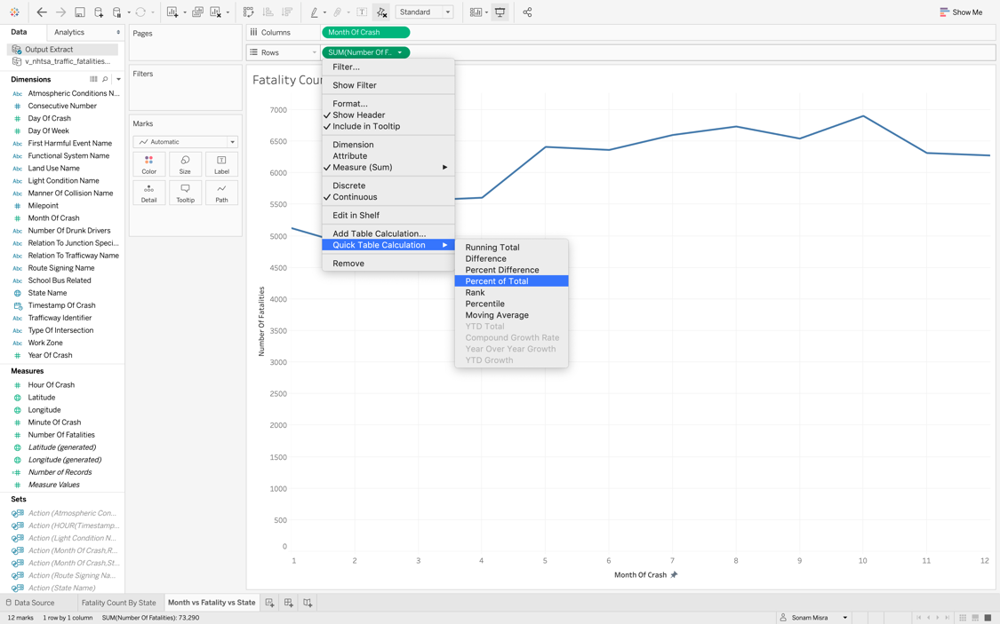 Standard
Show Me
Data
Analytics
Output Extract
v_nhtsa_traffic_fatalities...
Dimensions
Abc Atmospheric Conditions N...
# Consecutive Number
# Day Of Crash
# Day Of Week
Abc First Harmful Event Name
Abc Functional System Name
Abc Land Use Name
Abc Light Condition Name
Abc Manner Of Collision Name
# Milepoint
# Month Of Crash
# Number Of Drunk Drivers
Abc Relation To Junction Speci...
Abc Relation To Trafficway Name
Abc Route Signing Name
Abc School Bus Related
State Name
Timestamp Of Crash
Abc Trafficway Identifier
Abc Type Of Intersection
Abc Work Zone
# Year Of Crash
Measures
# Hour Of Crash
Latitude
Longitude
# Minute Of Crash
# Number Of Fatalities
Latitude (generated)
Longitude (generated)
=# Number of Records
# Measure Values
Sets
Action (Atmospheric Con...
Action (HOUR(Timestamp...
Action (Light Condition N...
Action (Month Of Crash,R...
Action (Month Of Crash,St...
Action (Route Signing Na...
Action (State Name)
Pages
Filters
Marks
Automatic
Color
Size
Label
Detail
Tooltip
Path
Columns
Month Of Crash
Rows
SUM(Number Of F..
Fatality Cou
Filter...
Show Filter
Format...
✓ Show Header
✓ Include in Tooltip
Dimension
Attribute
✓ Measure (Sum)
Discrete
✓ Continuous
Edit in Shelf
Add Table Calculation...
Quick Table Calculation
Remove
Running Total
Difference
Percent Difference
Percent of Total
Rank
Percentile
Moving Average
YTD Total
Compound Growth Rate
Year Over Year Growth
YTD Growth
Number Of Fatalities
7000
6500
6000
5500
5000
4500
4000
3500
3000
2500
2000
1500
1000
500
0
1 2 3 4 5 6 7 8 9 10 11 12
Month Of Crash
Data Source
Fatality Count By State
Month vs Fatality vs State
12 marks
1 row by 1 column
SUM(Number Of Fatalities): 73,290
Sonam Misra